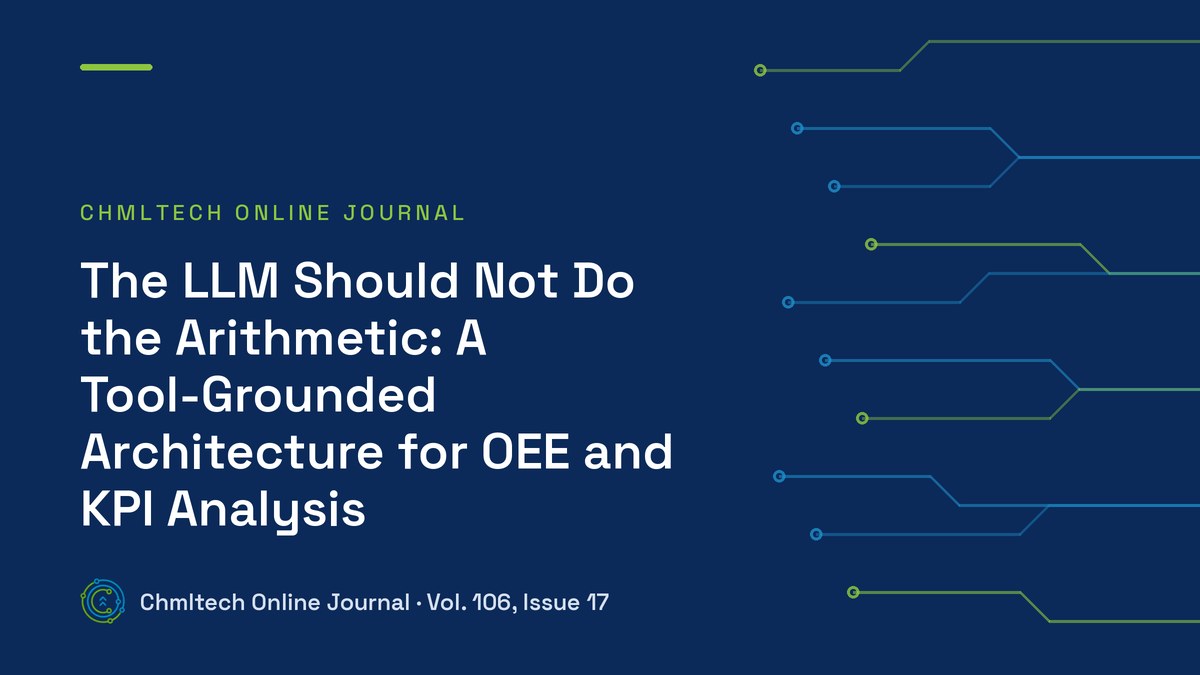 CHMLTECH ONLINE JOURNAL
The LLM Should Not Do
the Arithmetic: A
Tool-Grounded
Architecture for OEE and
KPI Analysis
Chmltech Online Journal · Vol. 106, Issue 17